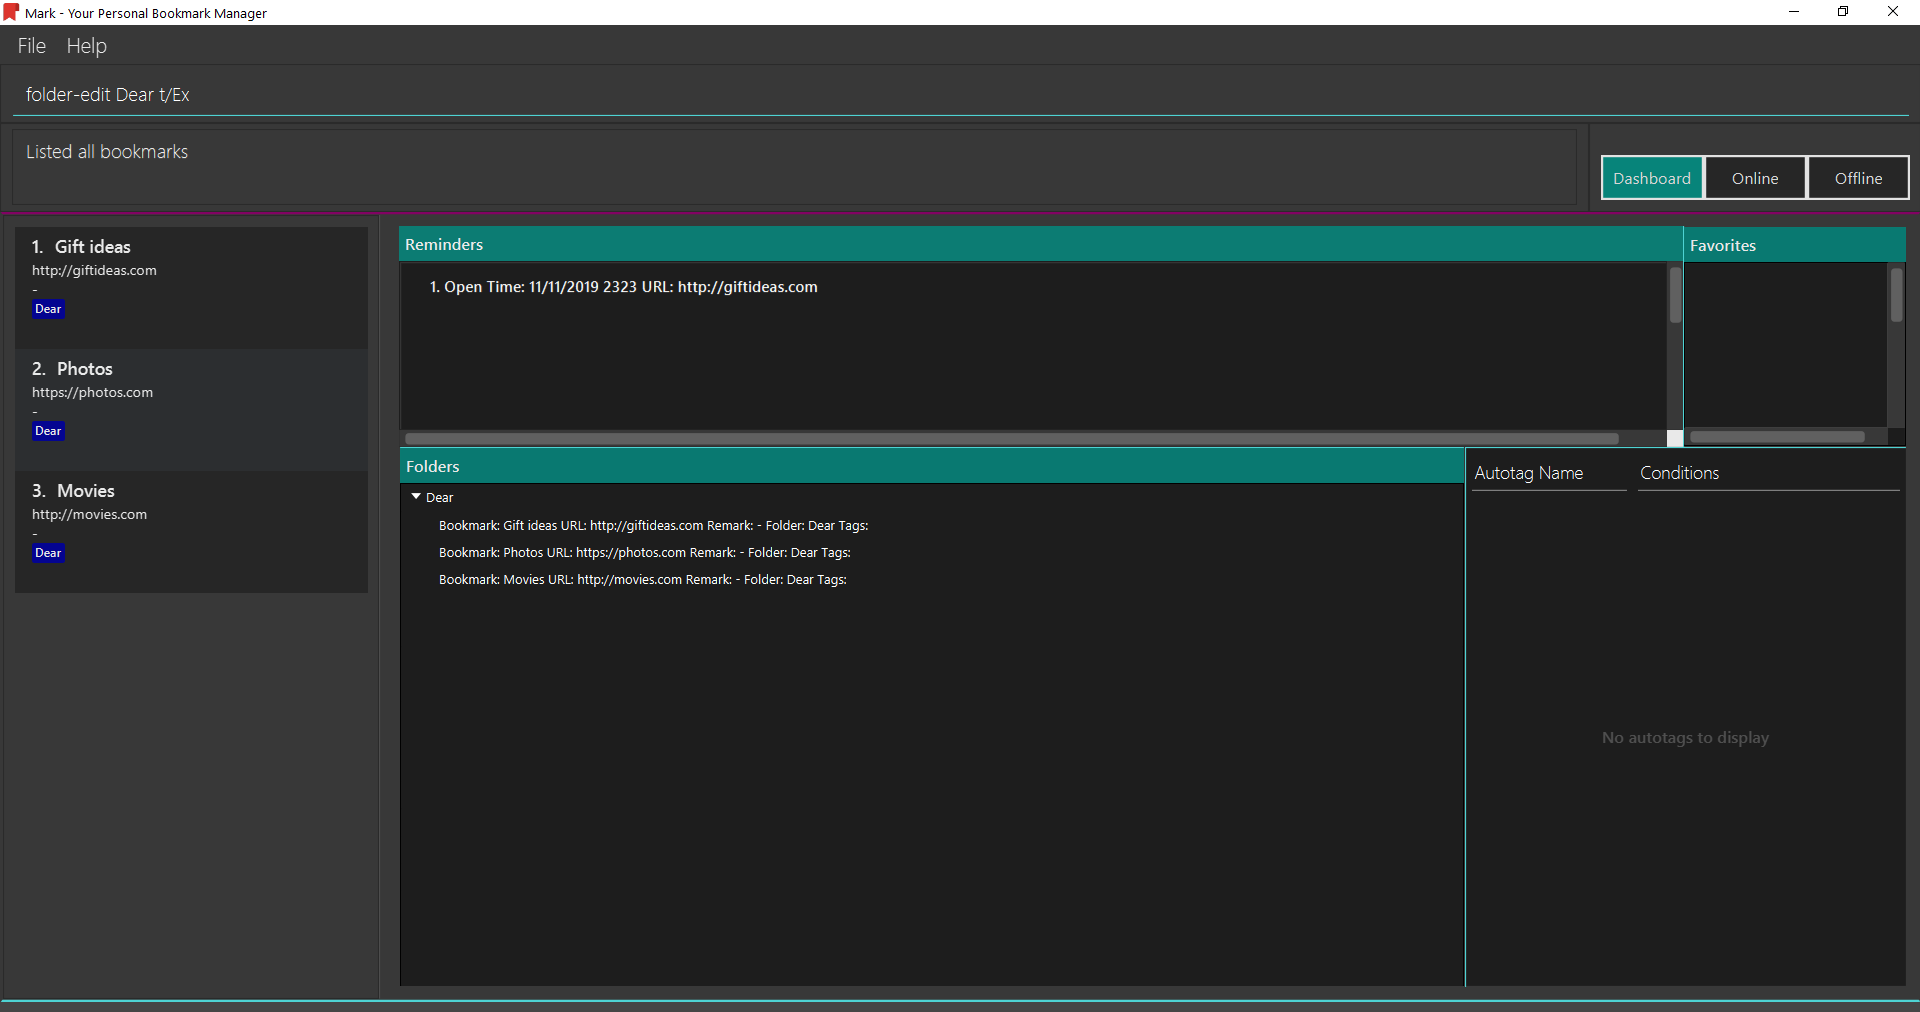 Mark - Your Personal Bookmark Manager
File Help
folder-edit Dear t/Ex
Listed all bookmarks
Dashboard Online Offline
1. Gift ideas
http://giftideas.com
-
Dear
2. Photos
https://photos.com
-
Dear
3. Movies
http://movies.com
-
Dear
Reminders
1. Open Time: 11/11/2019 2323 URL: http://giftideas.com
Favorites
Folders
Dear
Bookmark: Gift ideas URL: http://giftideas.com Remark: - Folder: Dear Tags:
Bookmark: Photos URL: https://photos.com Remark: - Folder: Dear Tags:
Bookmark: Movies URL: http://movies.com Remark: - Folder: Dear Tags:
Autotag Name Conditions
No autotags to display